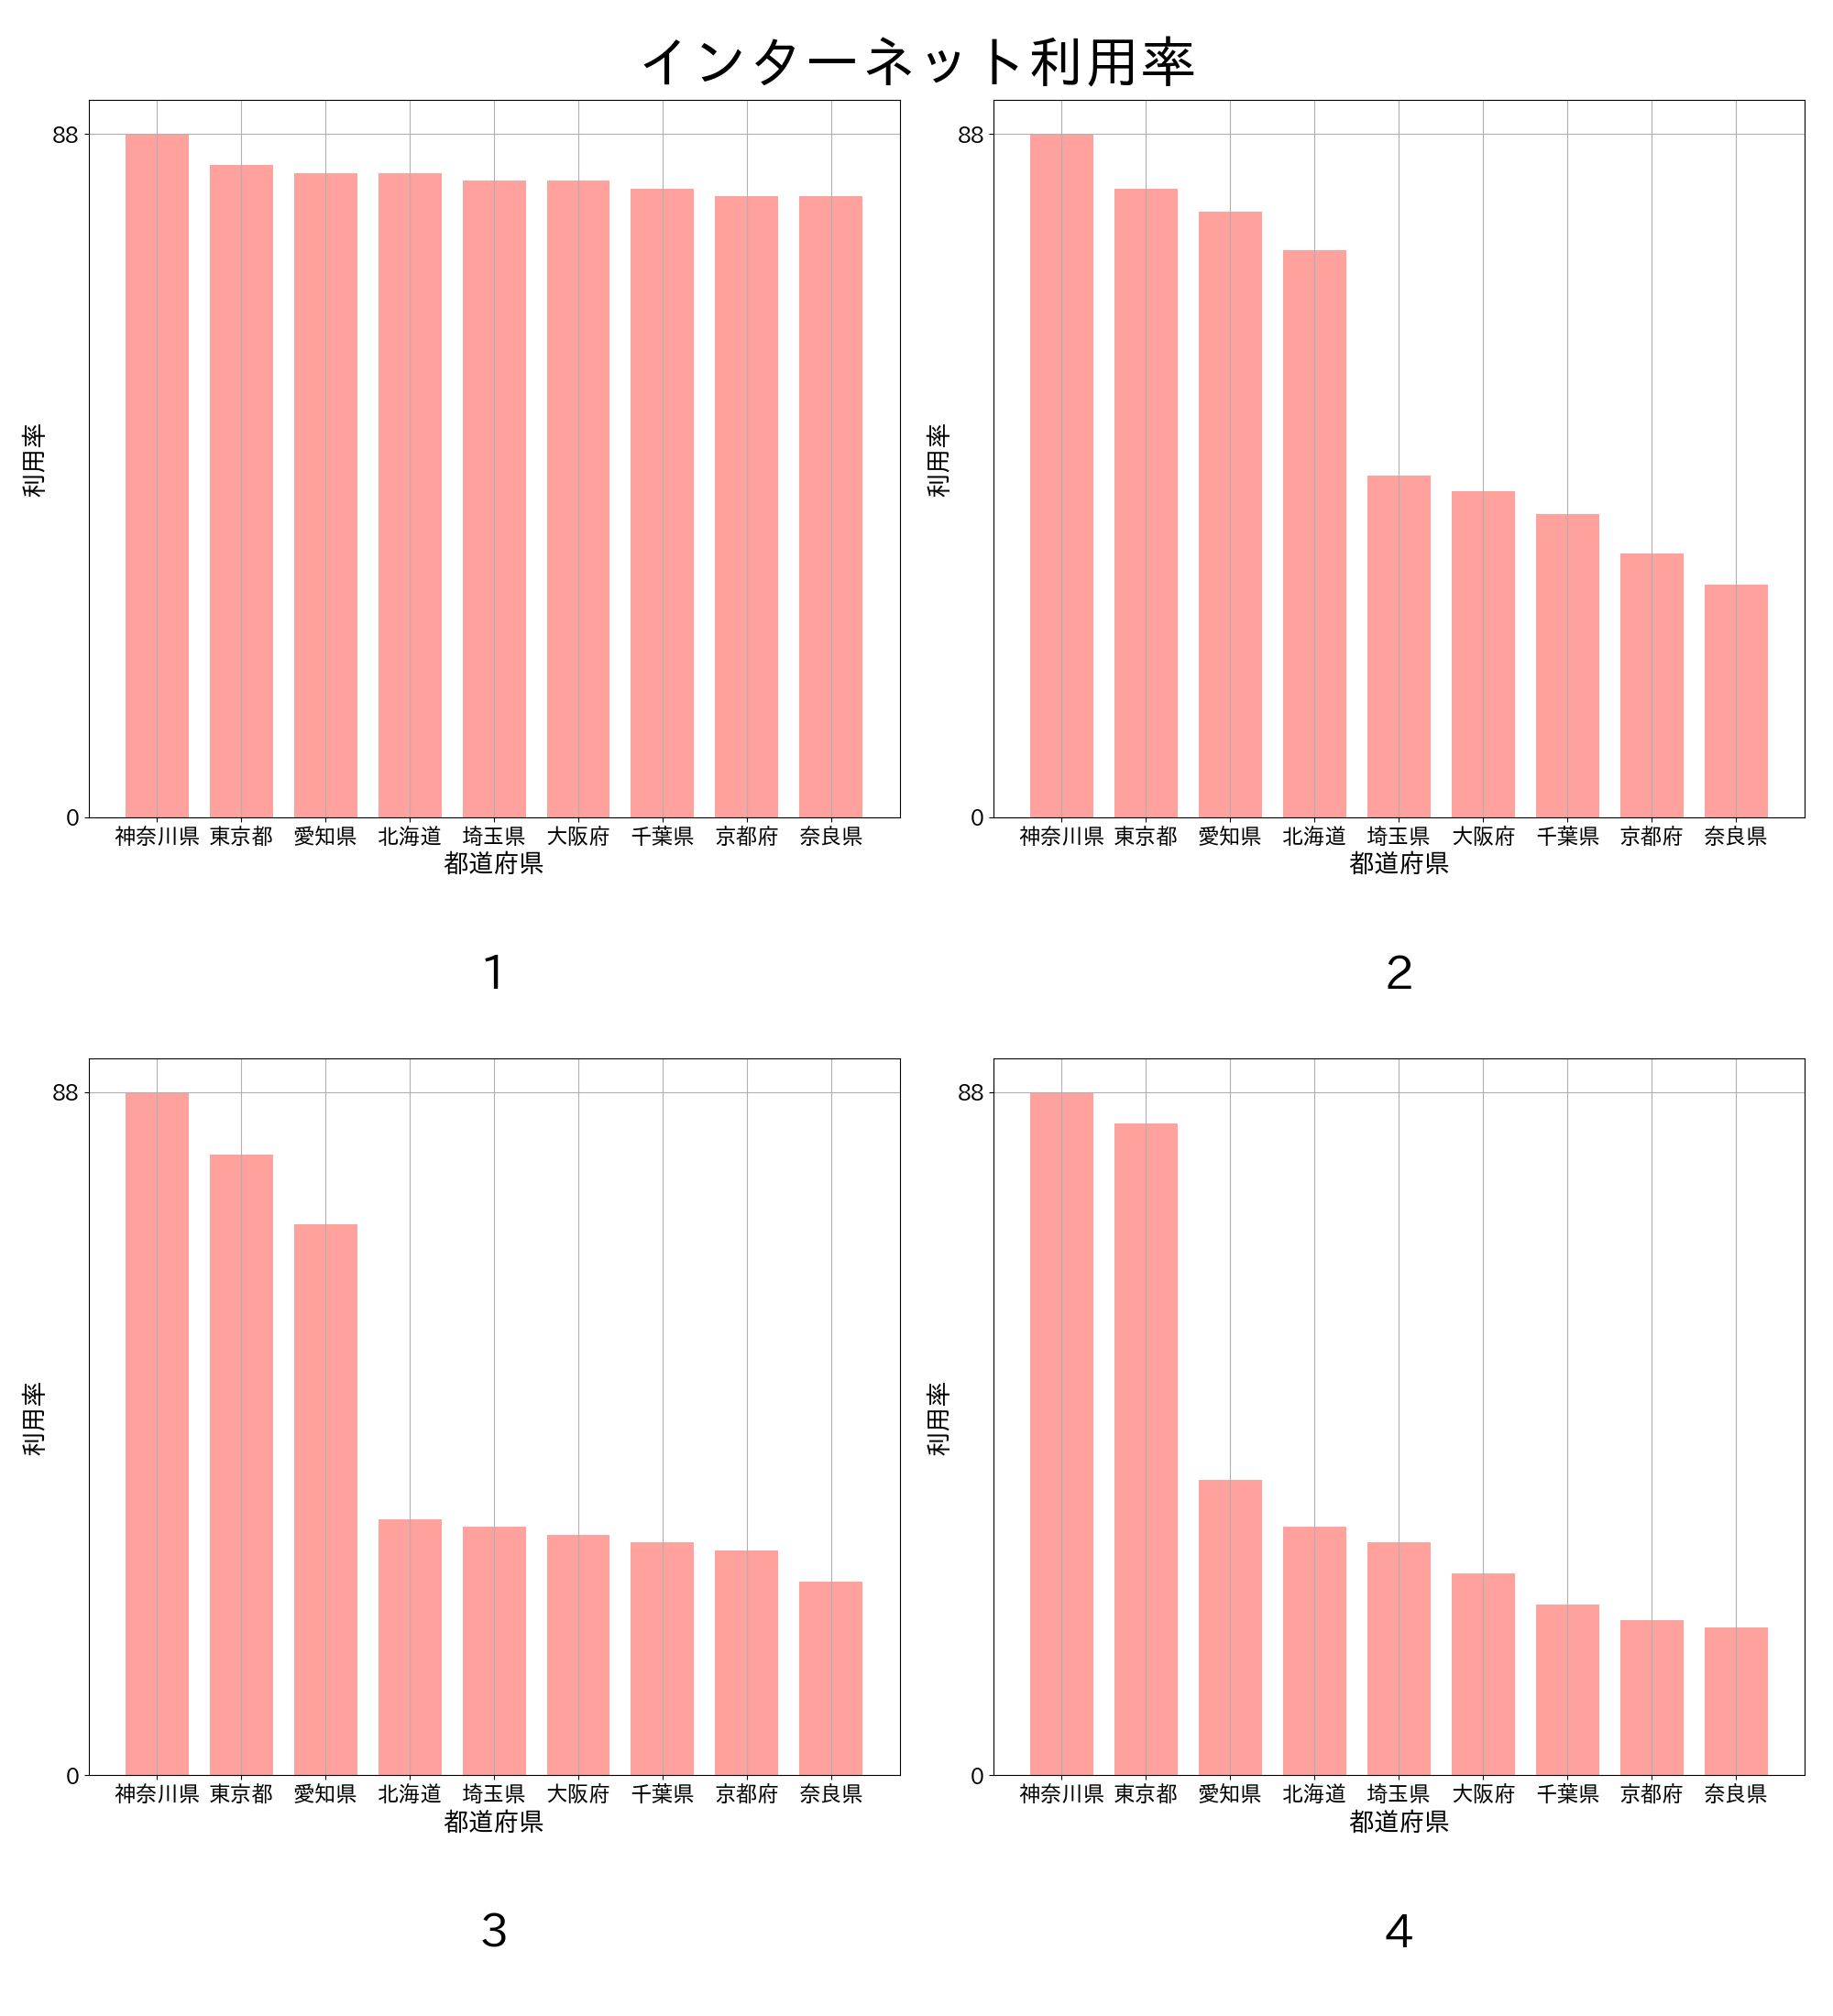 インターネット利用率
88
0
利用率
神奈川県 東京都 愛知県 北海道 埼玉県 大阪府 千葉県 京都府 奈良県
都道府県
1
88
0
利用率
神奈川県 東京都 愛知県 北海道 埼玉県 大阪府 千葉県 京都府 奈良県
都道府県
2
88
0
利用率
神奈川県 東京都 愛知県 北海道 埼玉県 大阪府 千葉県 京都府 奈良県
都道府県
3
88
0
利用率
神奈川県 東京都 愛知県 北海道 埼玉県 大阪府 千葉県 京都府 奈良県
都道府県
4